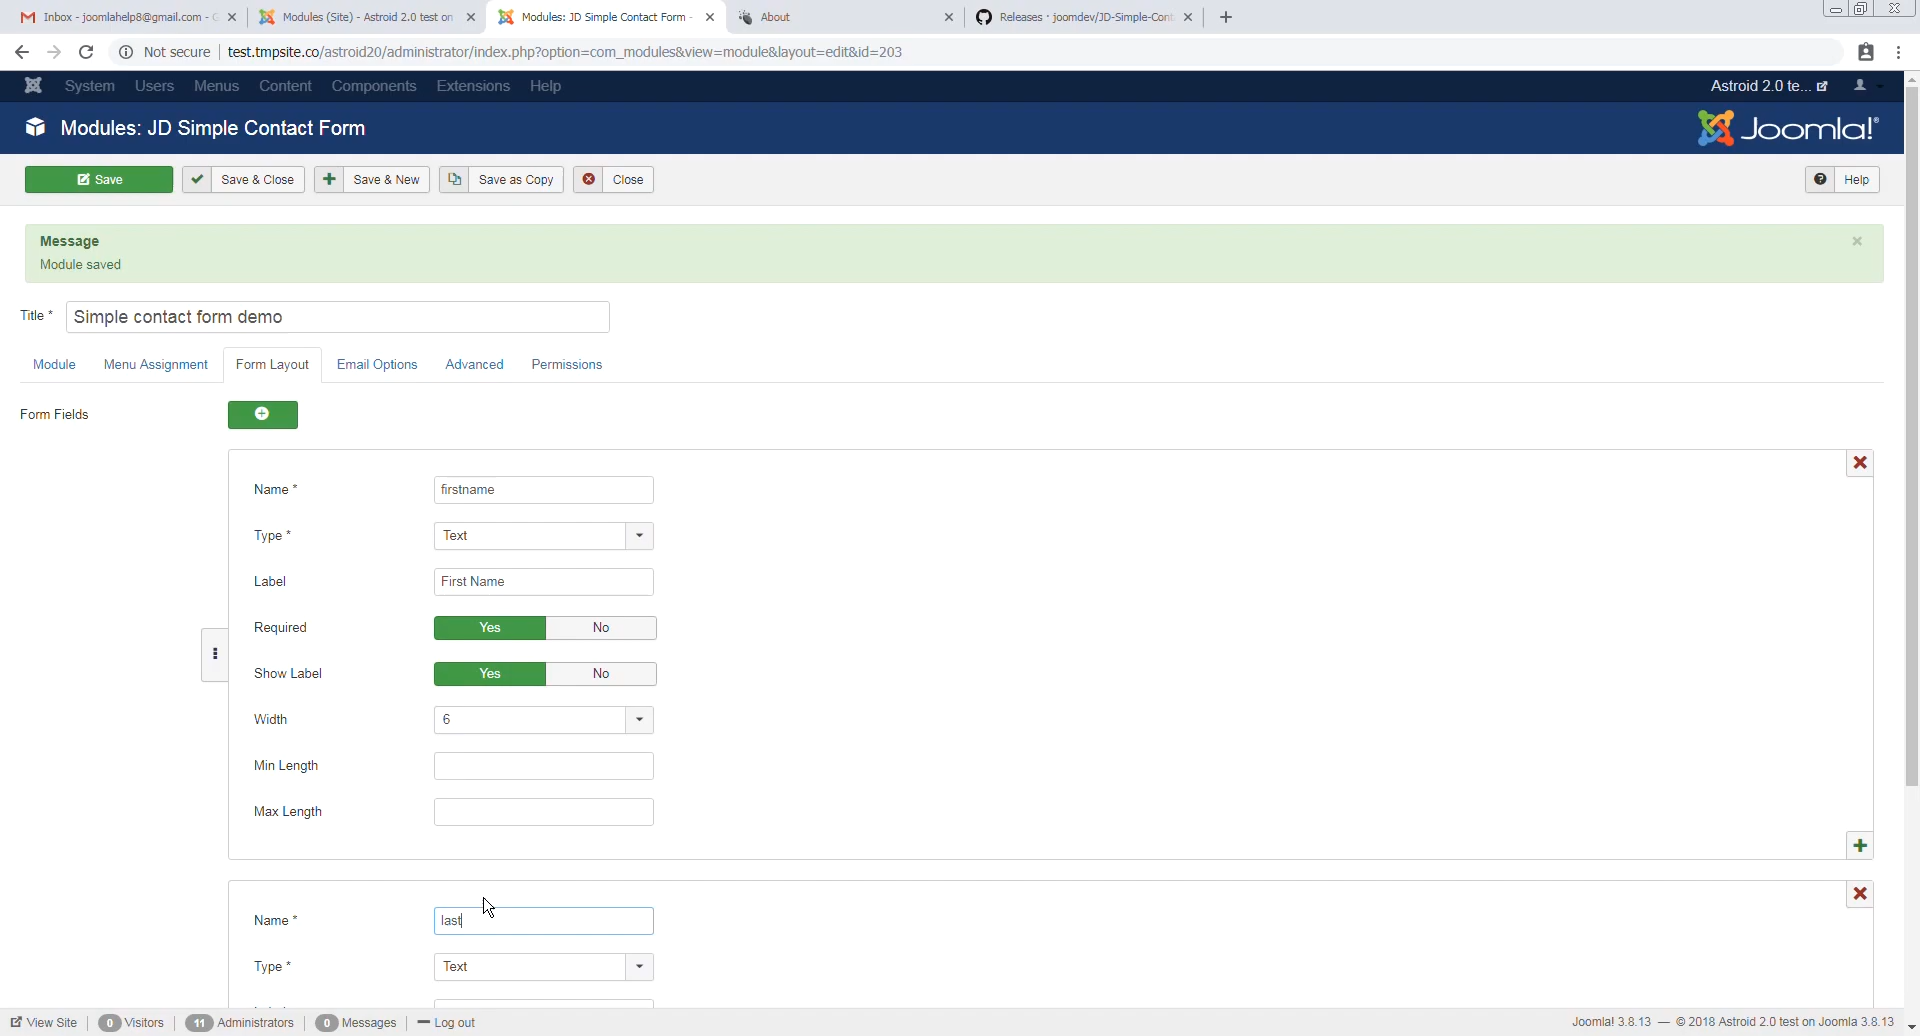 Inbox - joomlahelp8@gmail.com - G
Modules (Site) - Astroid 2.0 test on
Modules: JD Simple Contact Form -
About
Releases · joomdev/JD-Simple-Cont
Not secure
test.tmpsite.co/astroid20/administrator/index.php?option=com_modules&view=module&layout=edit&id=203
System Users Menus Content Components Extensions Help
Astroid 2.0 te...
Modules: JD Simple Contact Form
Joomla!®
Save
Save & Close
Save & New
Save as Copy
Close
Help
Message
Module saved
Title * Simple contact form demo
Module Menu Assignment Form Layout Email Options Advanced Permissions
Form Fields
Name * firstname
Type * Text
Label First Name
Required Yes No
Show Label Yes No
Width 6
Min Length
Max Length
Name * last
Type * Text
View Site 0 Visitors 11 Administrators 0 Messages Log out
Joomla! 3.8.13 — © 2018 Astroid 2.0 test on Joomla 3.8.13